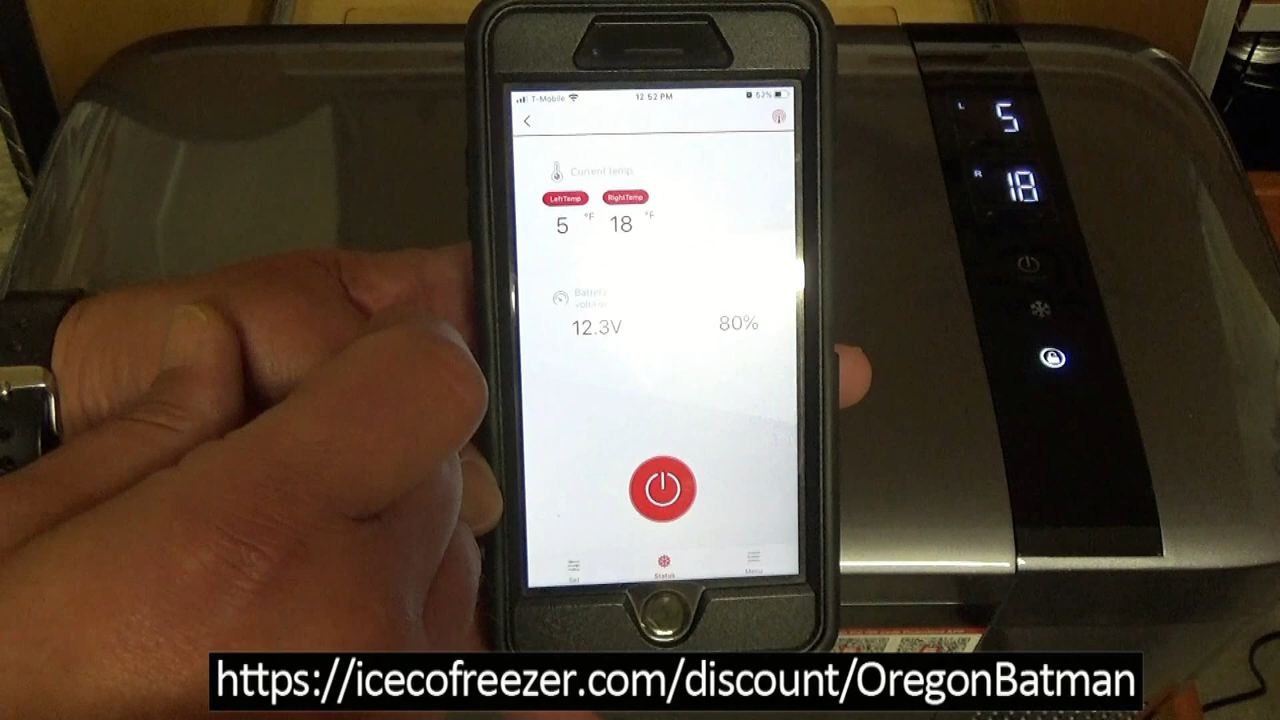 T-Mobile 12 52 PM 52%
Current temp.
LeftTemp RightTemp
5 °F 18 °F
Battery
voltage
12.3V 80%
Set Status Menu
L 5
R 18
https://icecofreezer.com/discount/OregonBatman